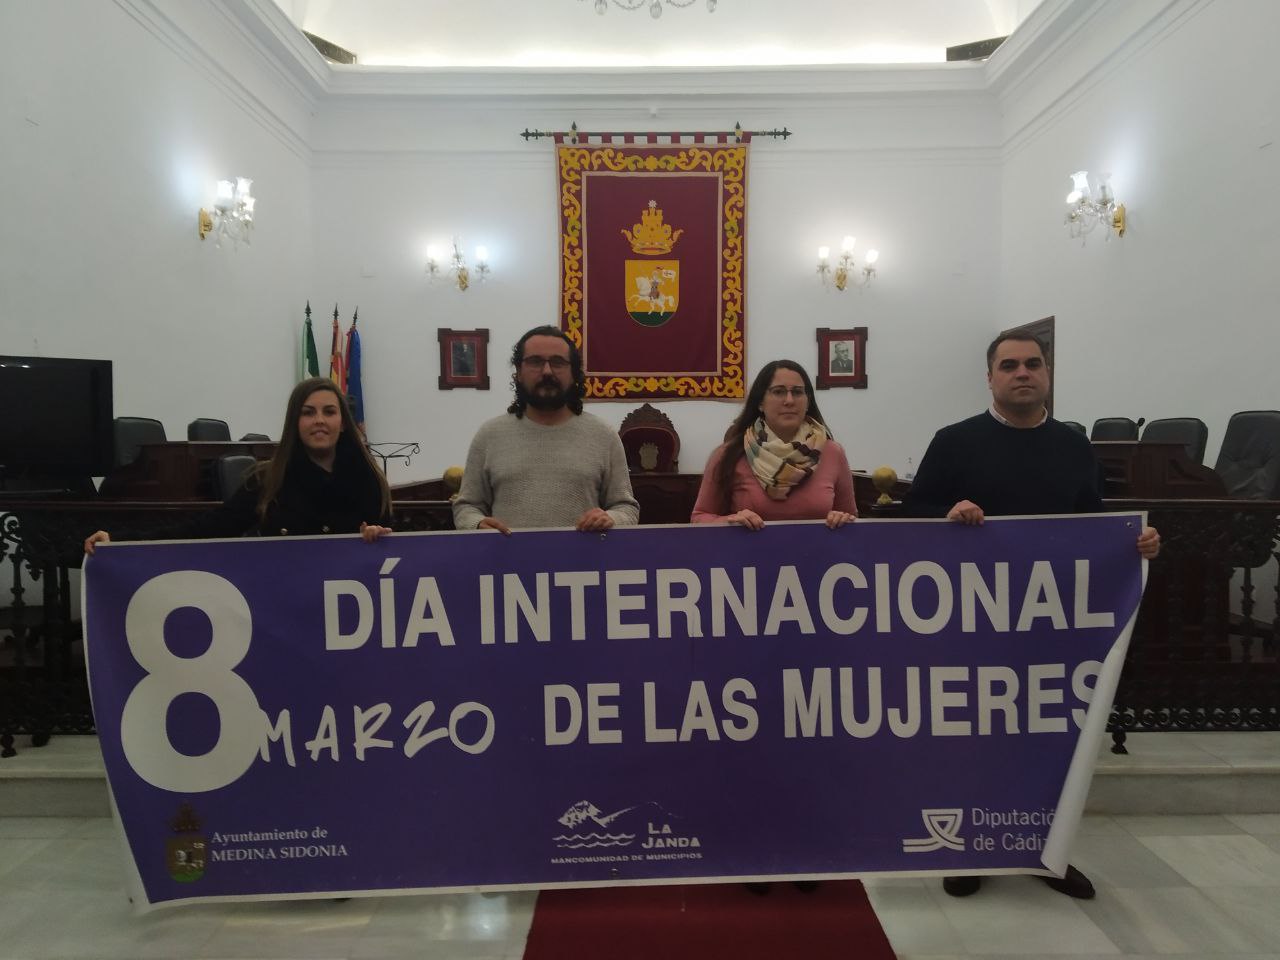 8 MARZO
DÍA INTERNACIONAL
DE LAS MUJERES
Ayuntamiento de
MEDINA SIDONIA
LA
JANDA
MANCOMUNIDAD DE MUNICIPIOS
Diputació
de Cádi